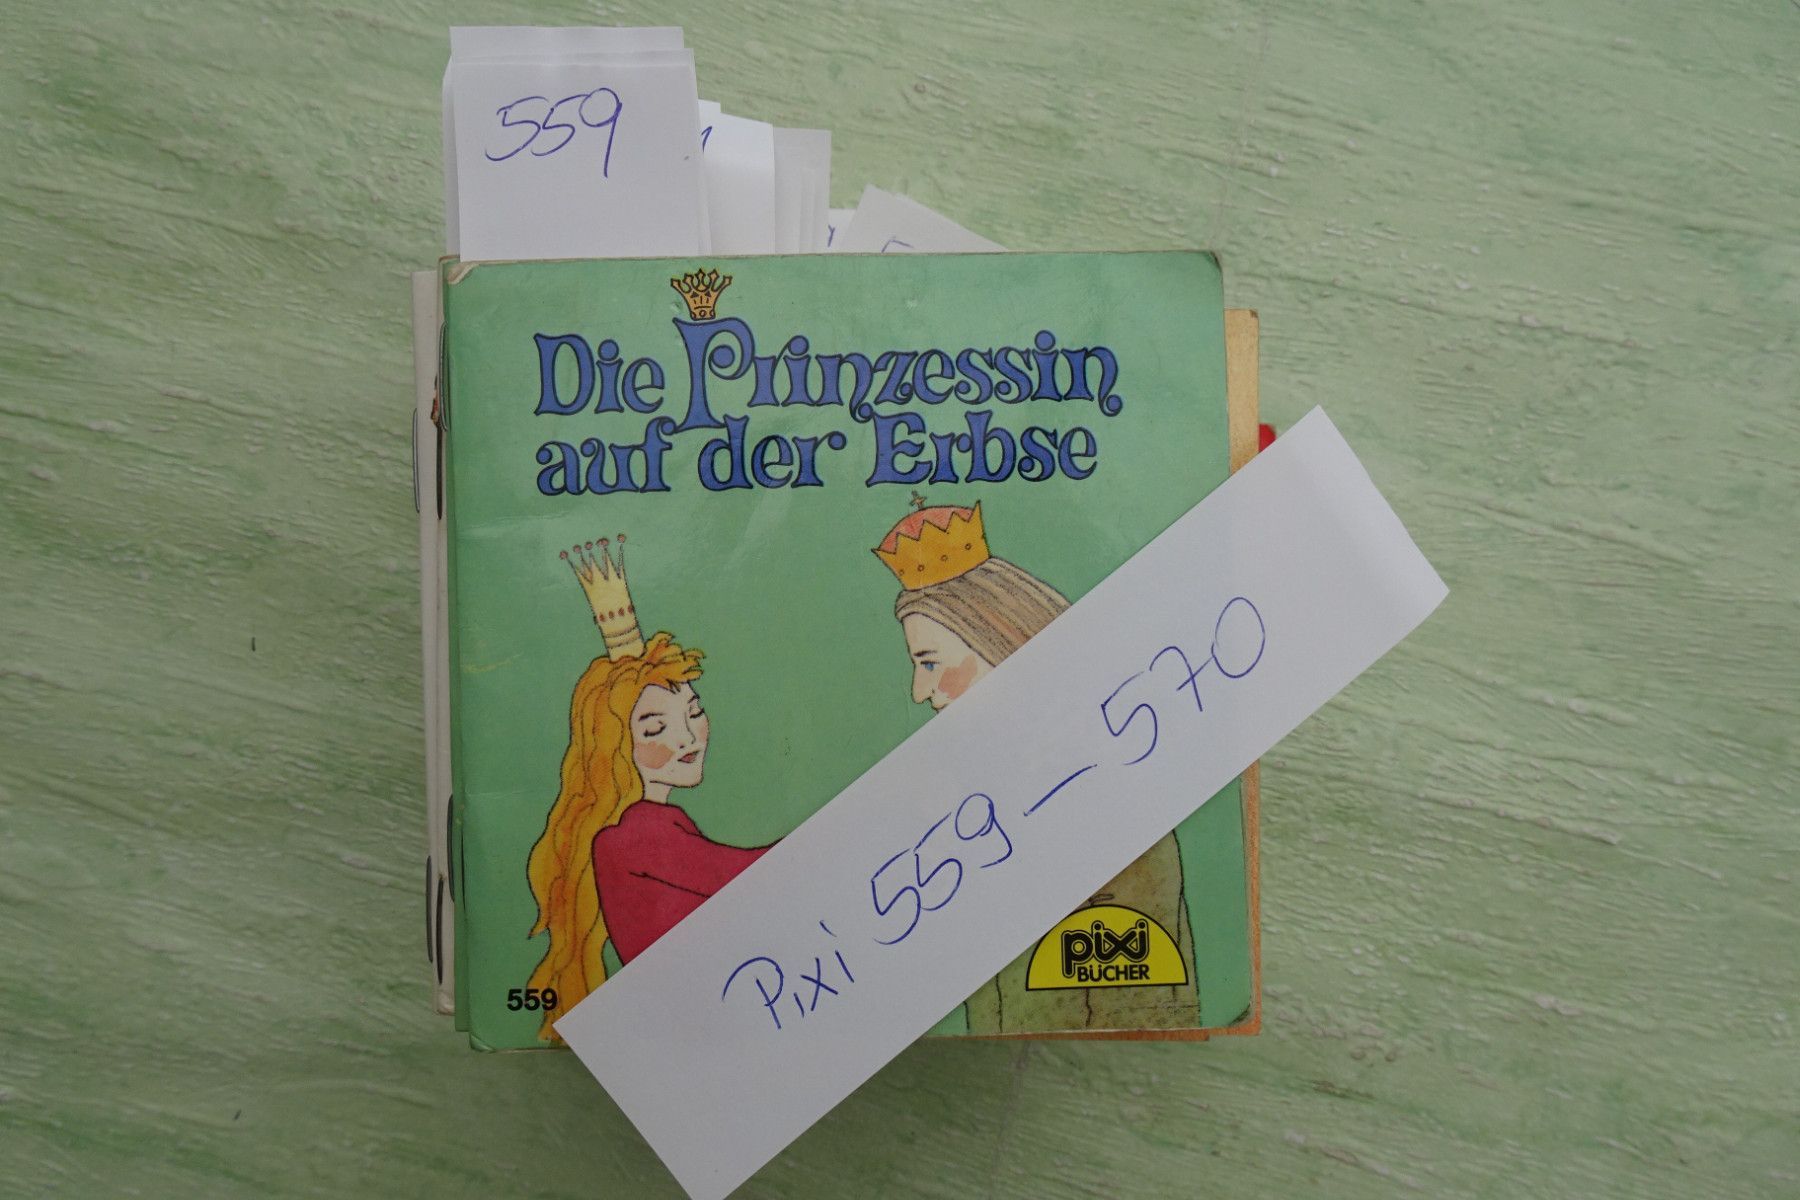 559
Die Prinzessin
auf der Erbse
Pixi 559 – 570
pixi
BÜCHER
559